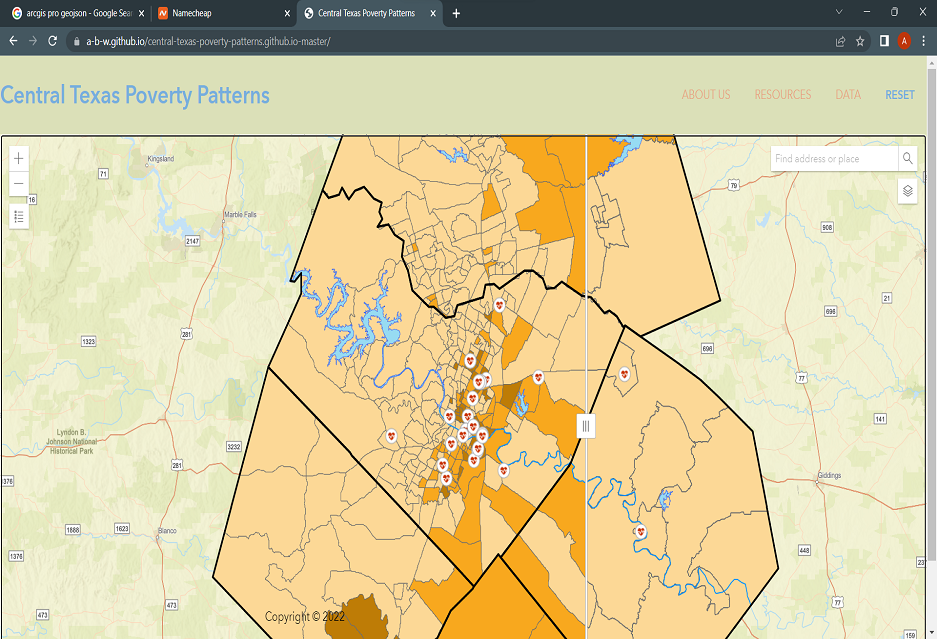 arcgis pro geojson - Google Sear
Namecheap
Central Texas Poverty Patterns
a-b-w.github.io/central-texas-poverty-patterns.github.io-master/
A
Central Texas Poverty Patterns
ABOUT US
RESOURCES
DATA
RESET
Find address or place
Kingsland
71
16
Marble Falls
2147
79
908
21
696
281
1323
696
77
141
Lyndon B.
Johnson National
Historical Park
3232
281
Giddings
1376
1888
1623
Blanco
1376
448
473
473
77
159
Copyright © 2022